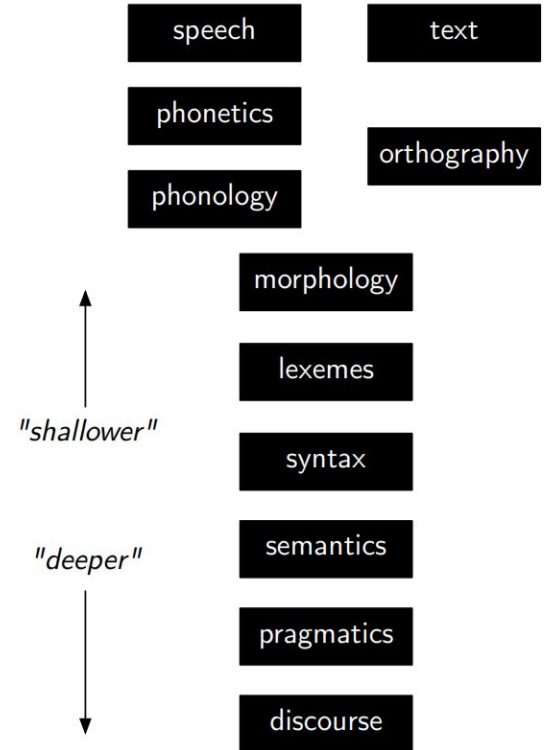 speech
text
phonetics
orthography
phonology
morphology
lexemes
"shallower"
syntax
"deeper"
semantics
pragmatics
discourse